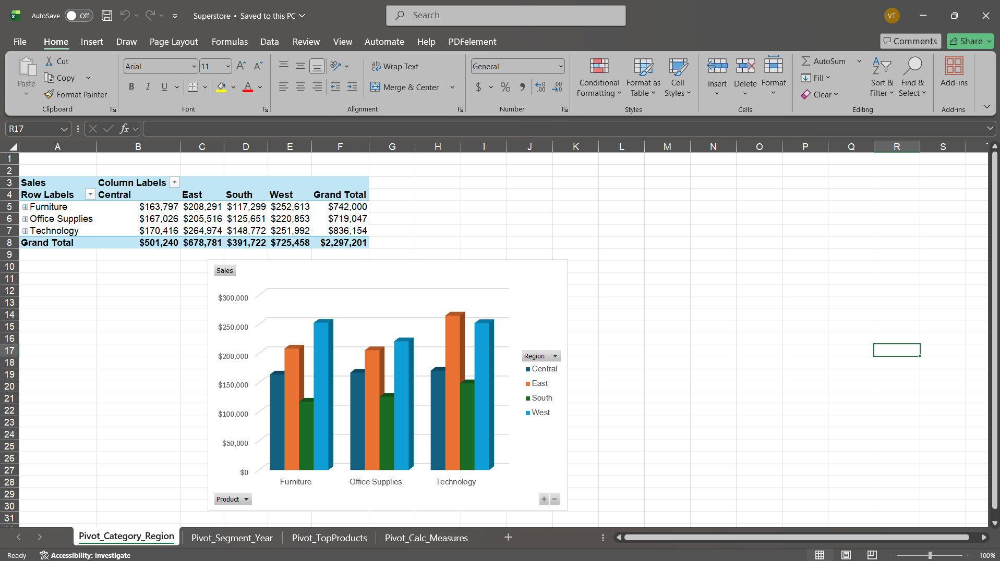 AutoSave Off Superstore • Saved to this PC Search VT
File Home Insert Draw Page Layout Formulas Data Review View Automate Help PDFelement Comments Share
Paste Cut Copy Format Painter Clipboard
Arial 11 A A B I U A Font
ab Wrap Text Merge & Center Alignment
General $ % 9 .00 Number
Conditional Formatting Format as Table Cell Styles Styles
Insert Delete Format Cells
AutoSum Fill Clear Sort & Filter Find & Select Editing
Add-ins Add-ins
R17 fx
A B C D E F G H I J K L M N O P Q R S
1
2
3 Sales Column Labels
4 Row Labels Central East South West Grand Total
5 Furniture $163,797 $208,291 $117,299 $252,613 $742,000
6 Office Supplies $167,026 $205,516 $125,651 $220,853 $719,047
7 Technology $170,416 $264,974 $148,772 $251,992 $836,154
8 Grand Total $501,240 $678,781 $391,722 $725,458 $2,297,201
9
10
11
12
13
14
15
16
17
18
19
20
21
22
23
24
25
26
27
28
29
30
31
Sales
$300,000
$250,000
$200,000
$150,000
$100,000
$50,000
$0
Furniture Office Supplies Technology
Region
Central
East
South
West
Product + −
Pivot_Category_Region Pivot_Segment_Year Pivot_TopProducts Pivot_Calc_Measures +
Ready Accessibility: Investigate − + 100%